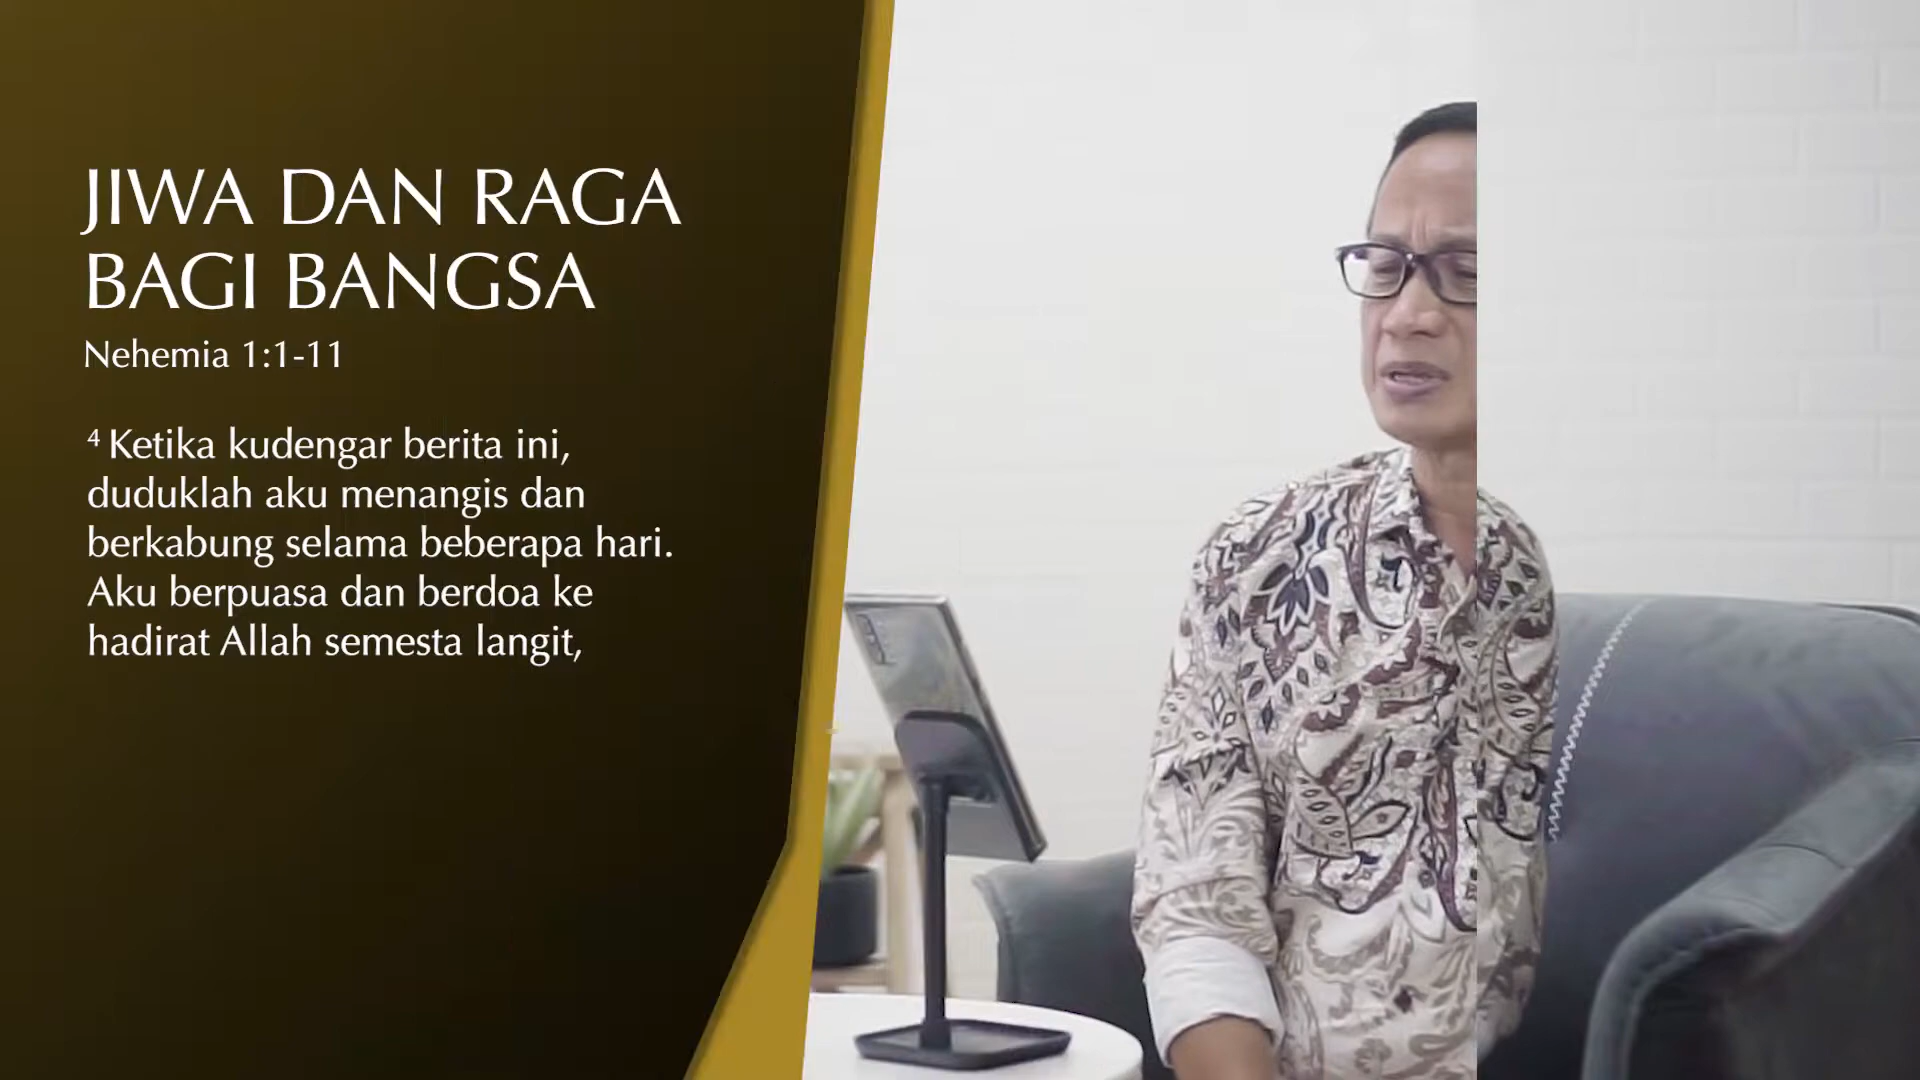 JIWA DAN RAGA
BAGI BANGSA
Nehemia 1:1-11
⁴ Ketika kudengar berita ini,
duduklah aku menangis dan
berkabung selama beberapa hari.
Aku berpuasa dan berdoa ke
hadirat Allah semesta langit,